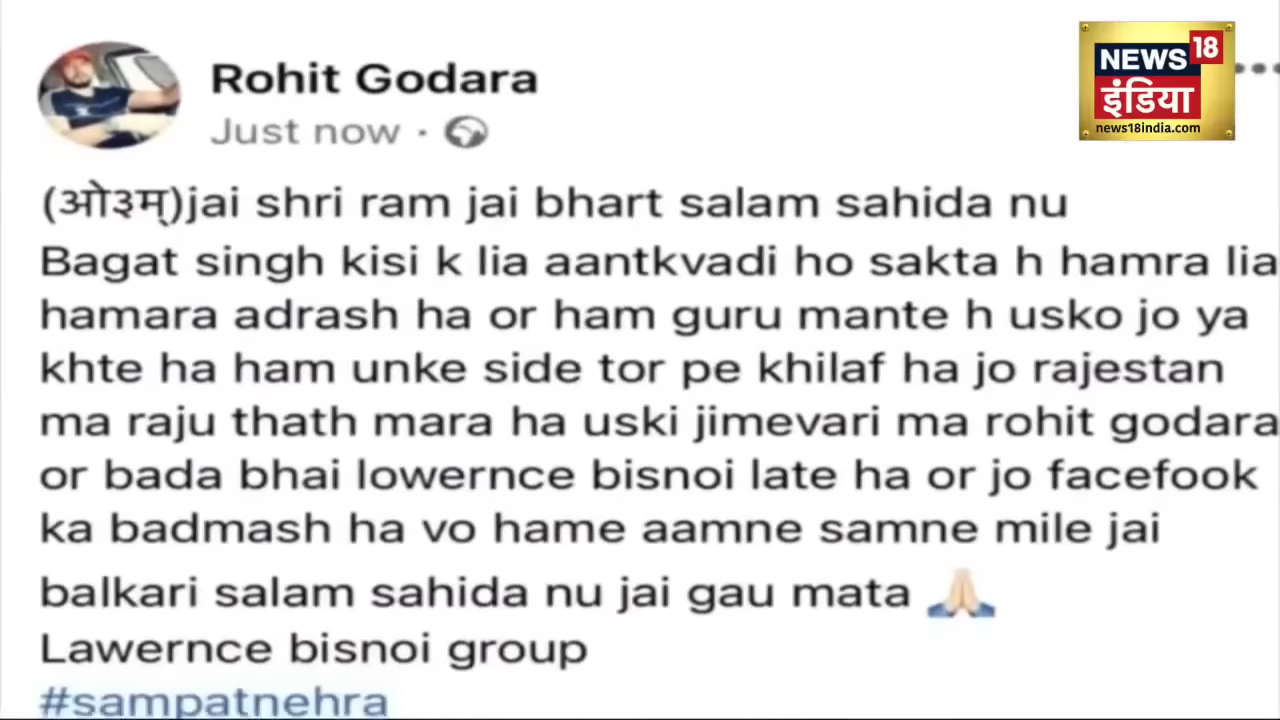 Rohit Godara
Just now ·
NEWS 18
इंडिया
news18india.com
(ओ३म्)jai shri ram jai bhart salam sahida nu
Bagat singh kisi k lia aantkvadi ho sakta h hamra lia
hamara adrash ha or ham guru mante h usko jo ya
khte ha ham unke side tor pe khilaf ha jo rajestan
ma raju thath mara ha uski jimevari ma rohit godara
or bada bhai lowernce bisnoi late ha or jo facefook
ka badmash ha vo hame aamne samne mile jai
balkari salam sahida nu jai gau mata 🙏🏻
Lawernce bisnoi group
#sampatnehra